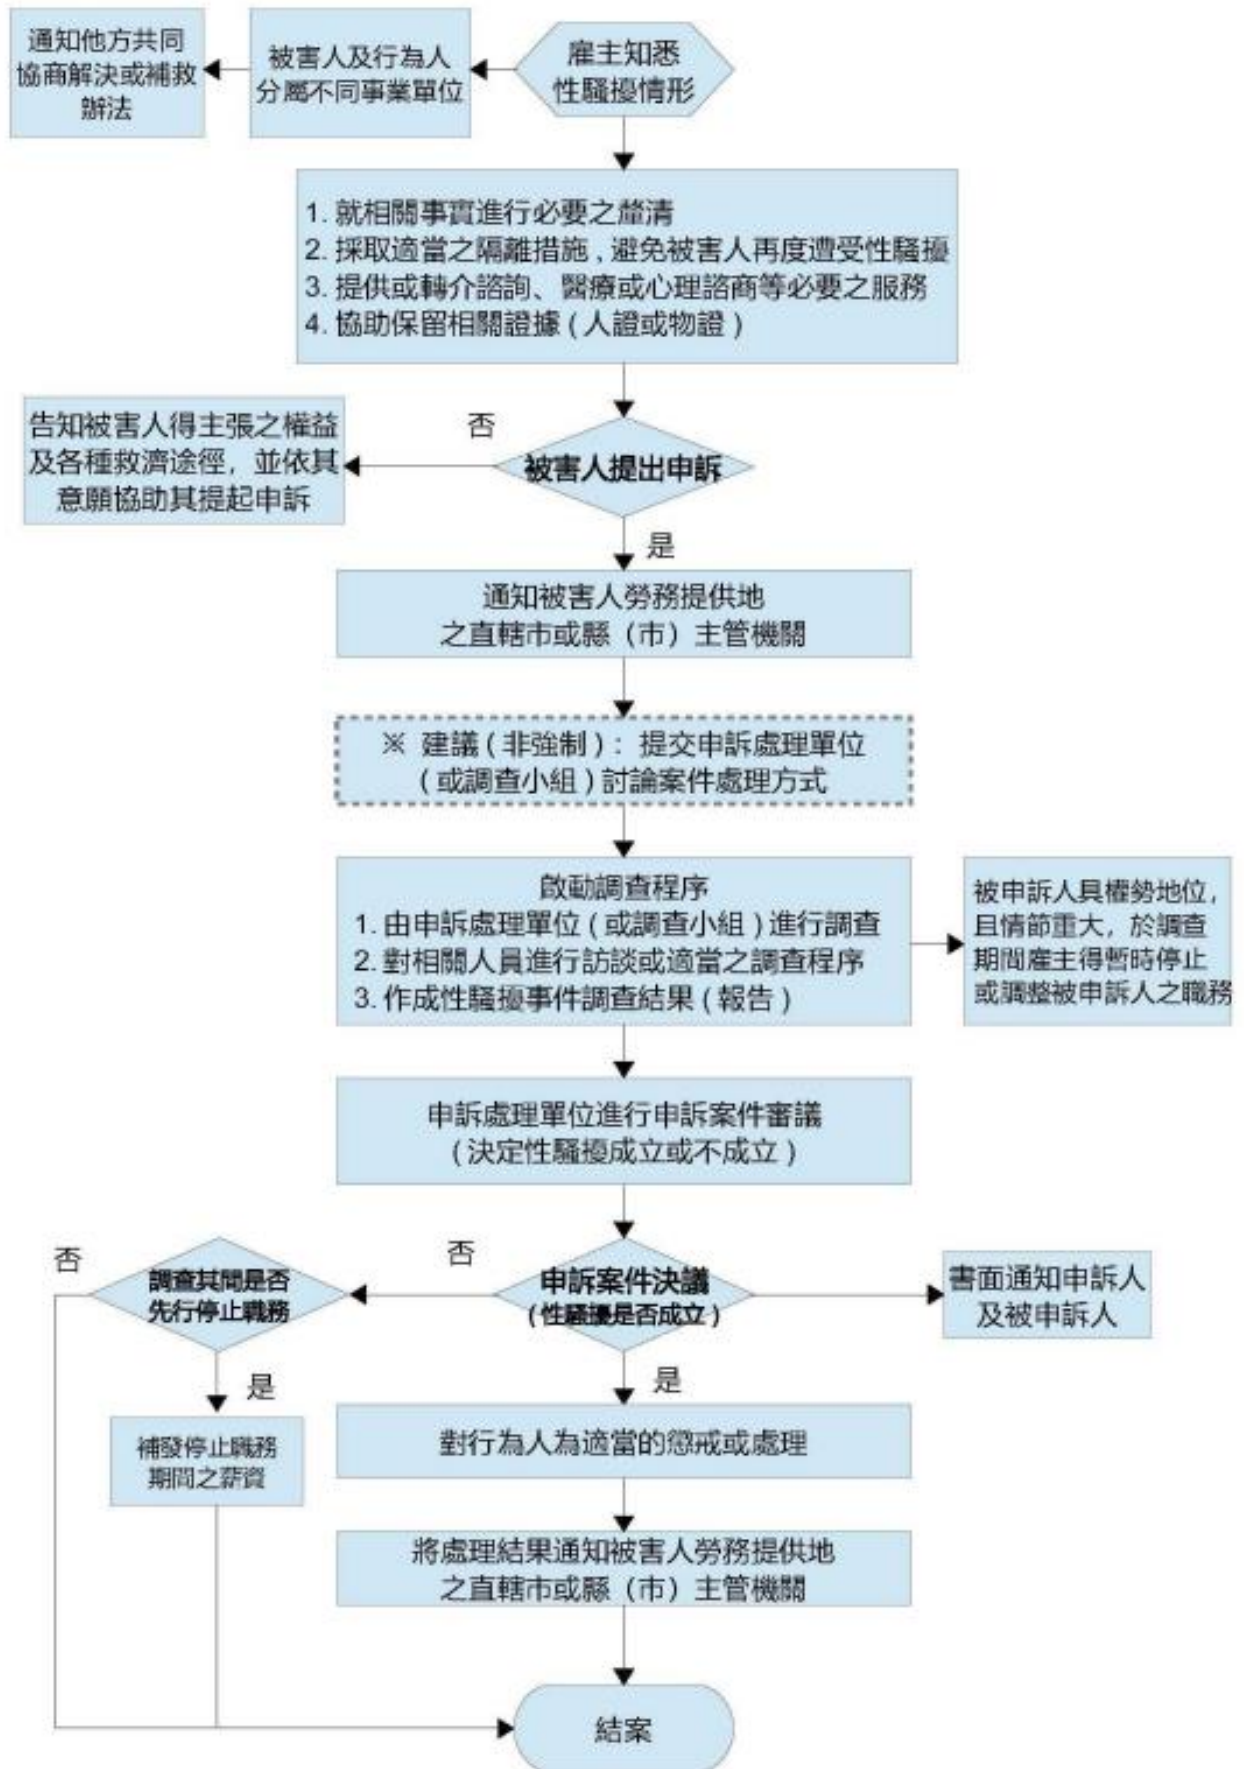 通知他方共同
協商解決或補救
辦法
被害人及行為人
分屬不同事業單位
雇主知悉
性騷擾情形
1. 就相關事實進行必要之釐清
2. 採取適當之隔離措施 , 避免被害人再度遭受性騷擾
3. 提供或轉介諮詢、醫療或心理諮商等必要之服務
4. 協助保留相關證據 ( 人證或物證 )
告知被害人得主張之權益
及各種救濟途徑，並依其
意願協助其提起申訴
否
被害人提出申訴
是
通知被害人勞務提供地
之直轄市或縣（市）主管機關
※ 建議 ( 非強制 ) ：提交申訴處理單位
( 或調查小組 ) 討論案件處理方式
啟動調查程序
1. 由申訴處理單位 ( 或調查小組 ) 進行調查
2. 對相關人員進行訪談或適當之調查程序
3. 作成性騷擾事件調查結果 ( 報告 )
被申訴人具權勢地位，
且情節重大，於調查
期間雇主得暫時停止
或調整被申訴人之職務
申訴處理單位進行申訴案件審議
( 決定性騷擾成立或不成立 )
否
調查其間是否
先行停止職務
否
申訴案件決議
( 性騷擾是否成立 )
書面通知申訴人
及被申訴人
是
補發停止職務
期間之薪資
是
對行為人為適當的懲戒或處理
將處理結果通知被害人勞務提供地
之直轄市或縣（市）主管機關
結案